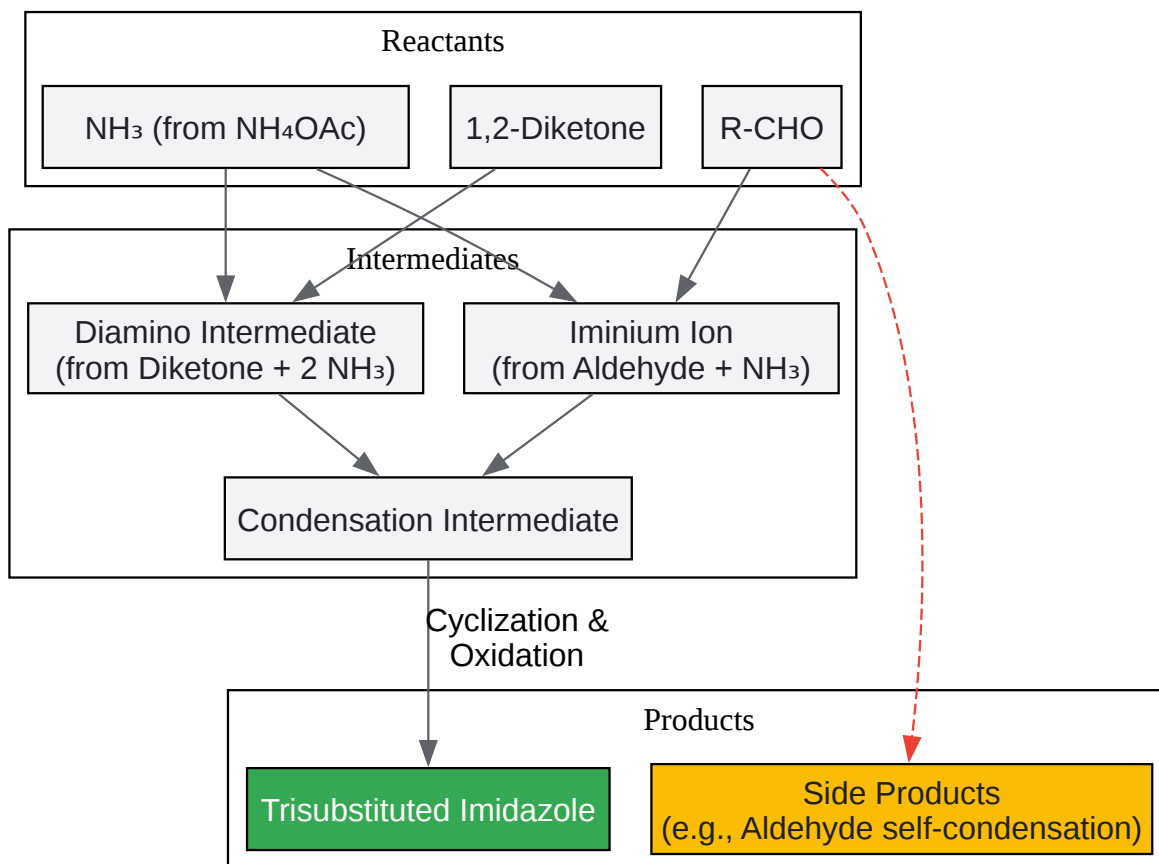 Reactants
NH₃ (from NH₄OAc)
1,2-Diketone
R-CHO
Intermediates
Diamino Intermediate
(from Diketone + 2 NH₃)
Iminium Ion
(from Aldehyde + NH₃)
Condensation Intermediate
Cyclization &
Oxidation
Products
Trisubstituted Imidazole
Side Products
(e.g., Aldehyde self-condensation)